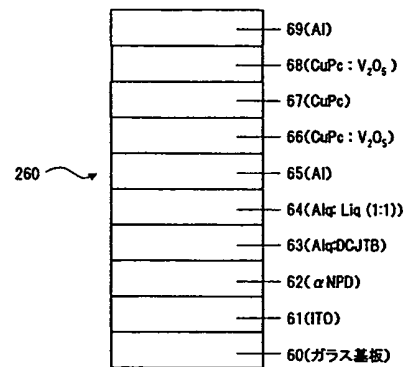 69(Al)
68(CuPc : V₂O₅ )
67(CuPc)
66(CuPc : V₂O₅)
260
65(Al)
64(Alq: Liq (1:1))
63(Alq:DCJTB)
62(αNPD)
61(ITO)
60(ガラス基板)